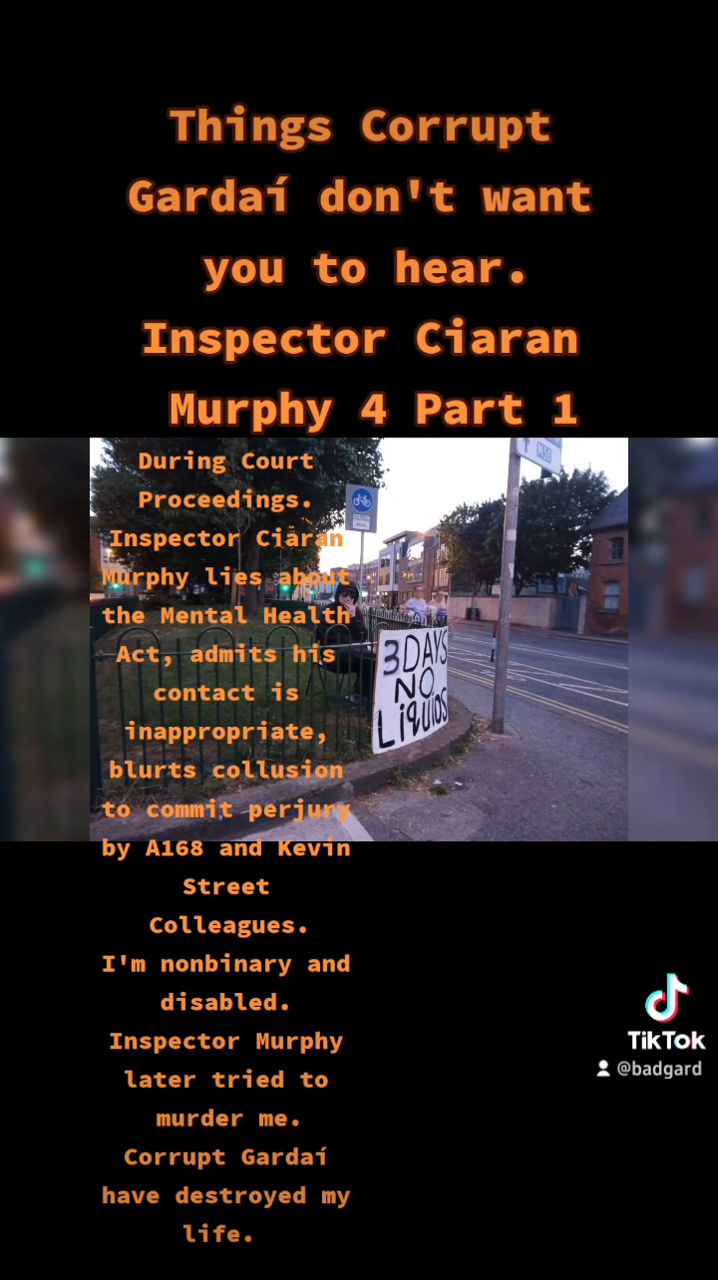 Things Corrupt
Gardaí don't want
you to hear.
Inspector Ciaran
Murphy 4 Part 1
During Court
Proceedings.
Inspector Ciaran
Murphy lies about
the Mental Health
Act, admits his
contact is
inappropriate,
blurts collusion
to commit perjury
by A168 and Kevin
Street
Colleagues.
I'm nonbinary and
disabled.
Inspector Murphy
later tried to
murder me.
Corrupt Gardaí
have destroyed my
life.
3 DAYS
NO
LiQUIDS
TikTok
@badgard